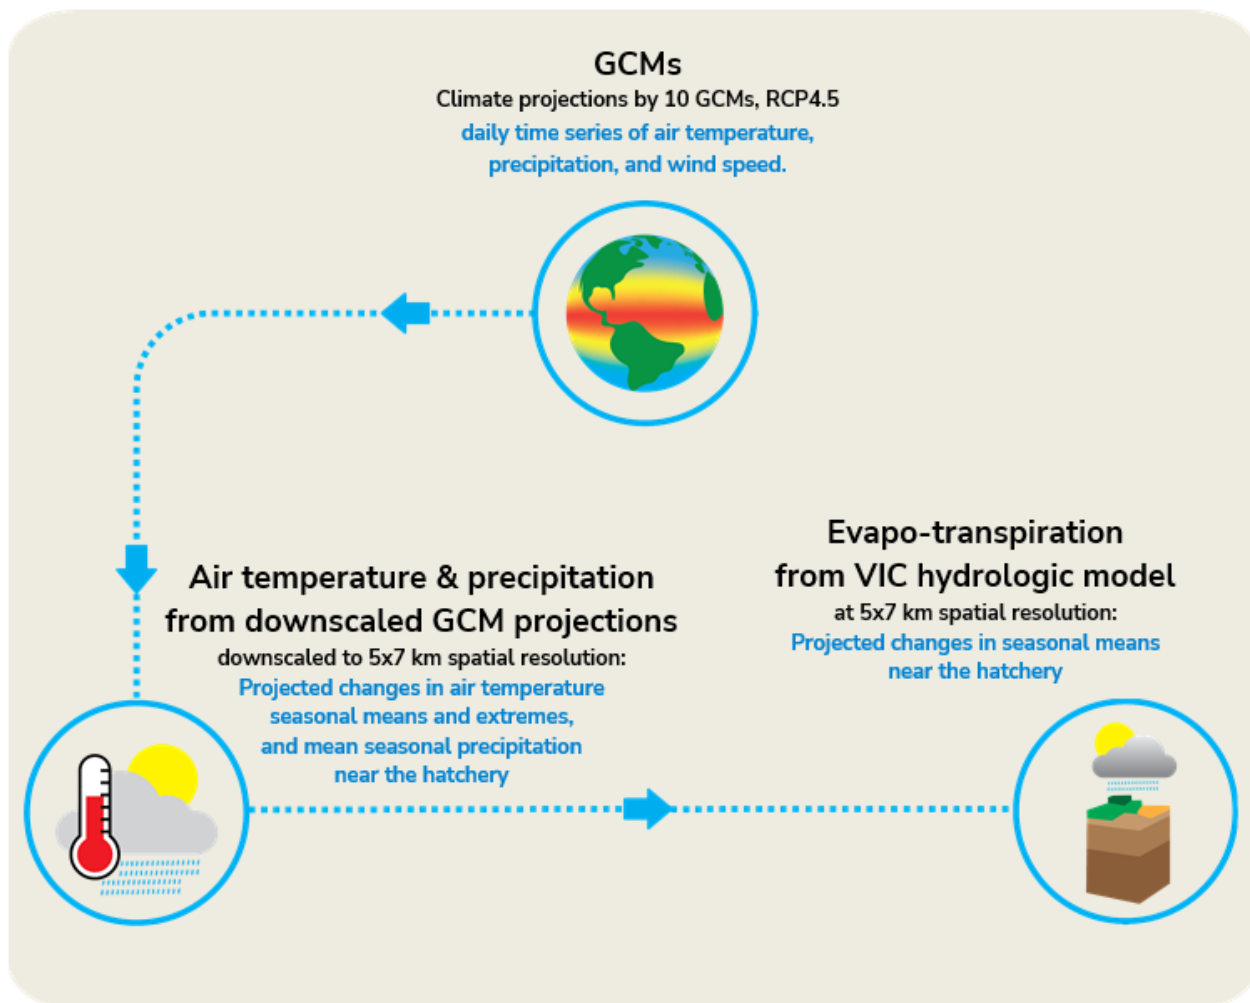 GCMs
Climate projections by 10 GCMs, RCP4.5
daily time series of air temperature,
precipitation, and wind speed.
Air temperature & precipitation
from downscaled GCM projections
downscaled to 5x7 km spatial resolution:
Projected changes in air temperature
seasonal means and extremes,
and mean seasonal precipitation
near the hatchery
Evapo-transpiration
from VIC hydrologic model
at 5x7 km spatial resolution:
Projected changes in seasonal means
near the hatchery